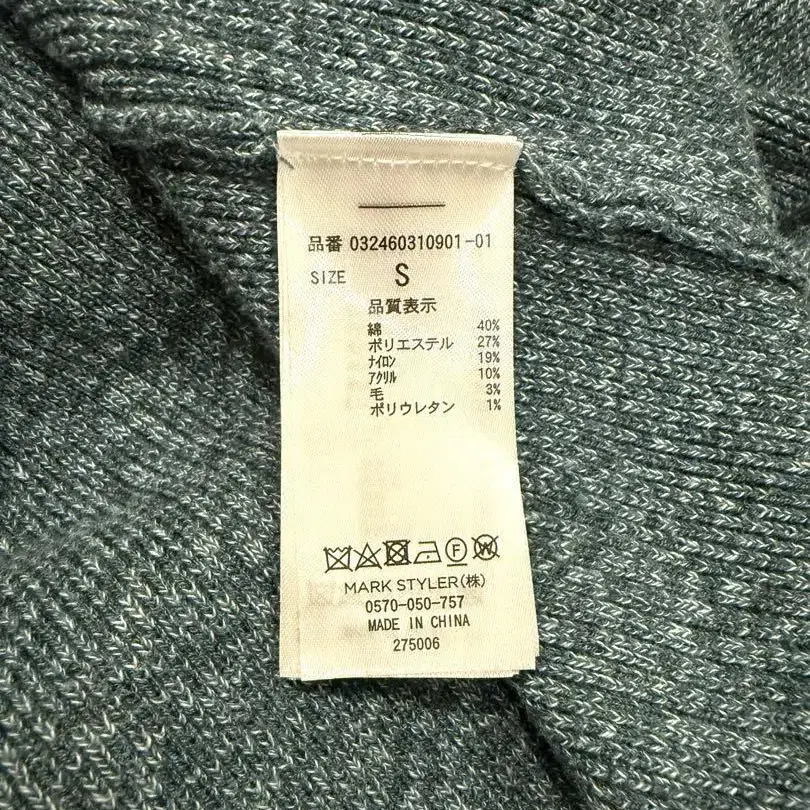 品番 032460310901-01
SIZE S
品質表示
綿 40%
ポリエステル 27%
ﾅｲﾛﾝ 19%
ｱｸﾘﾙ 10%
毛 3%
ポリウレタン 1%
F W
MARK STYLER(株)
0570-050-757
MADE IN CHINA
275006